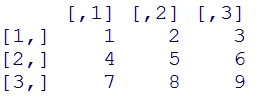 [,1] [,2] [,3]
[1,]    1    2    3
[2,]    4    5    6
[3,]    7    8    9